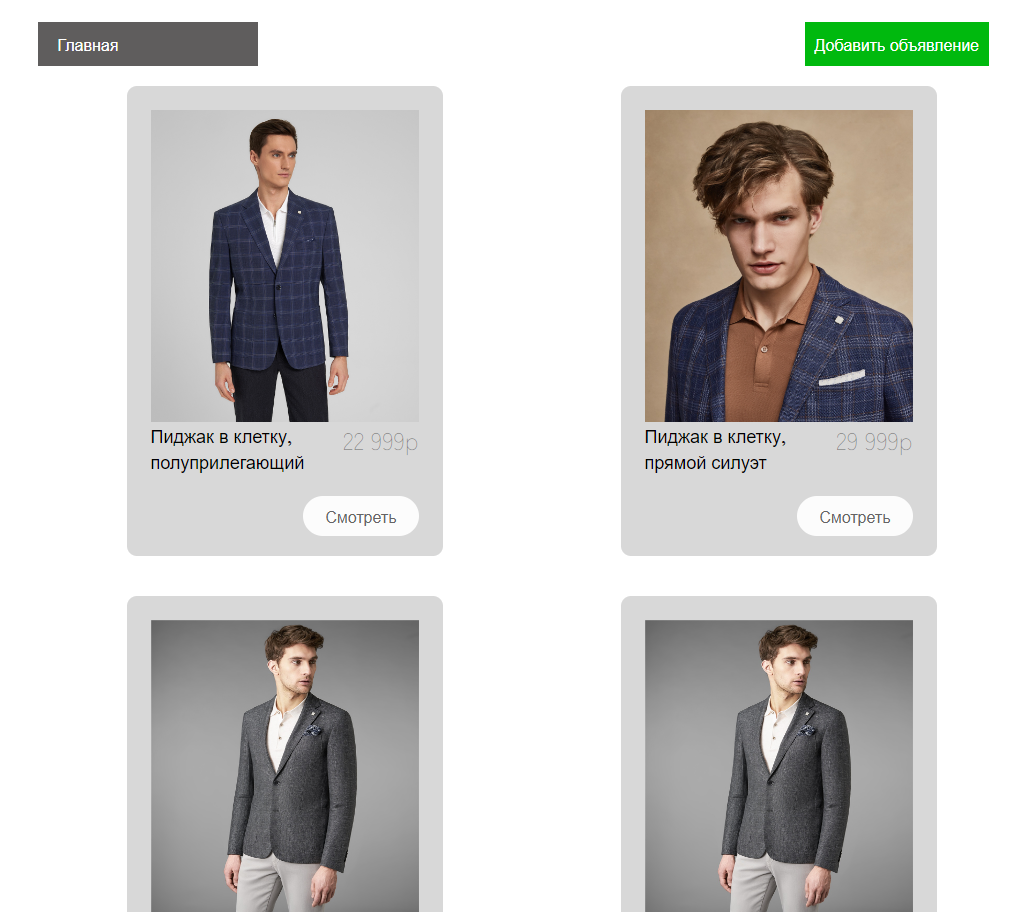 Главная
Добавить объявление
Пиджак в клетку,
полуприлегающий
22 999р
Смотреть
Пиджак в клетку,
прямой силуэт
29 999р
Смотреть